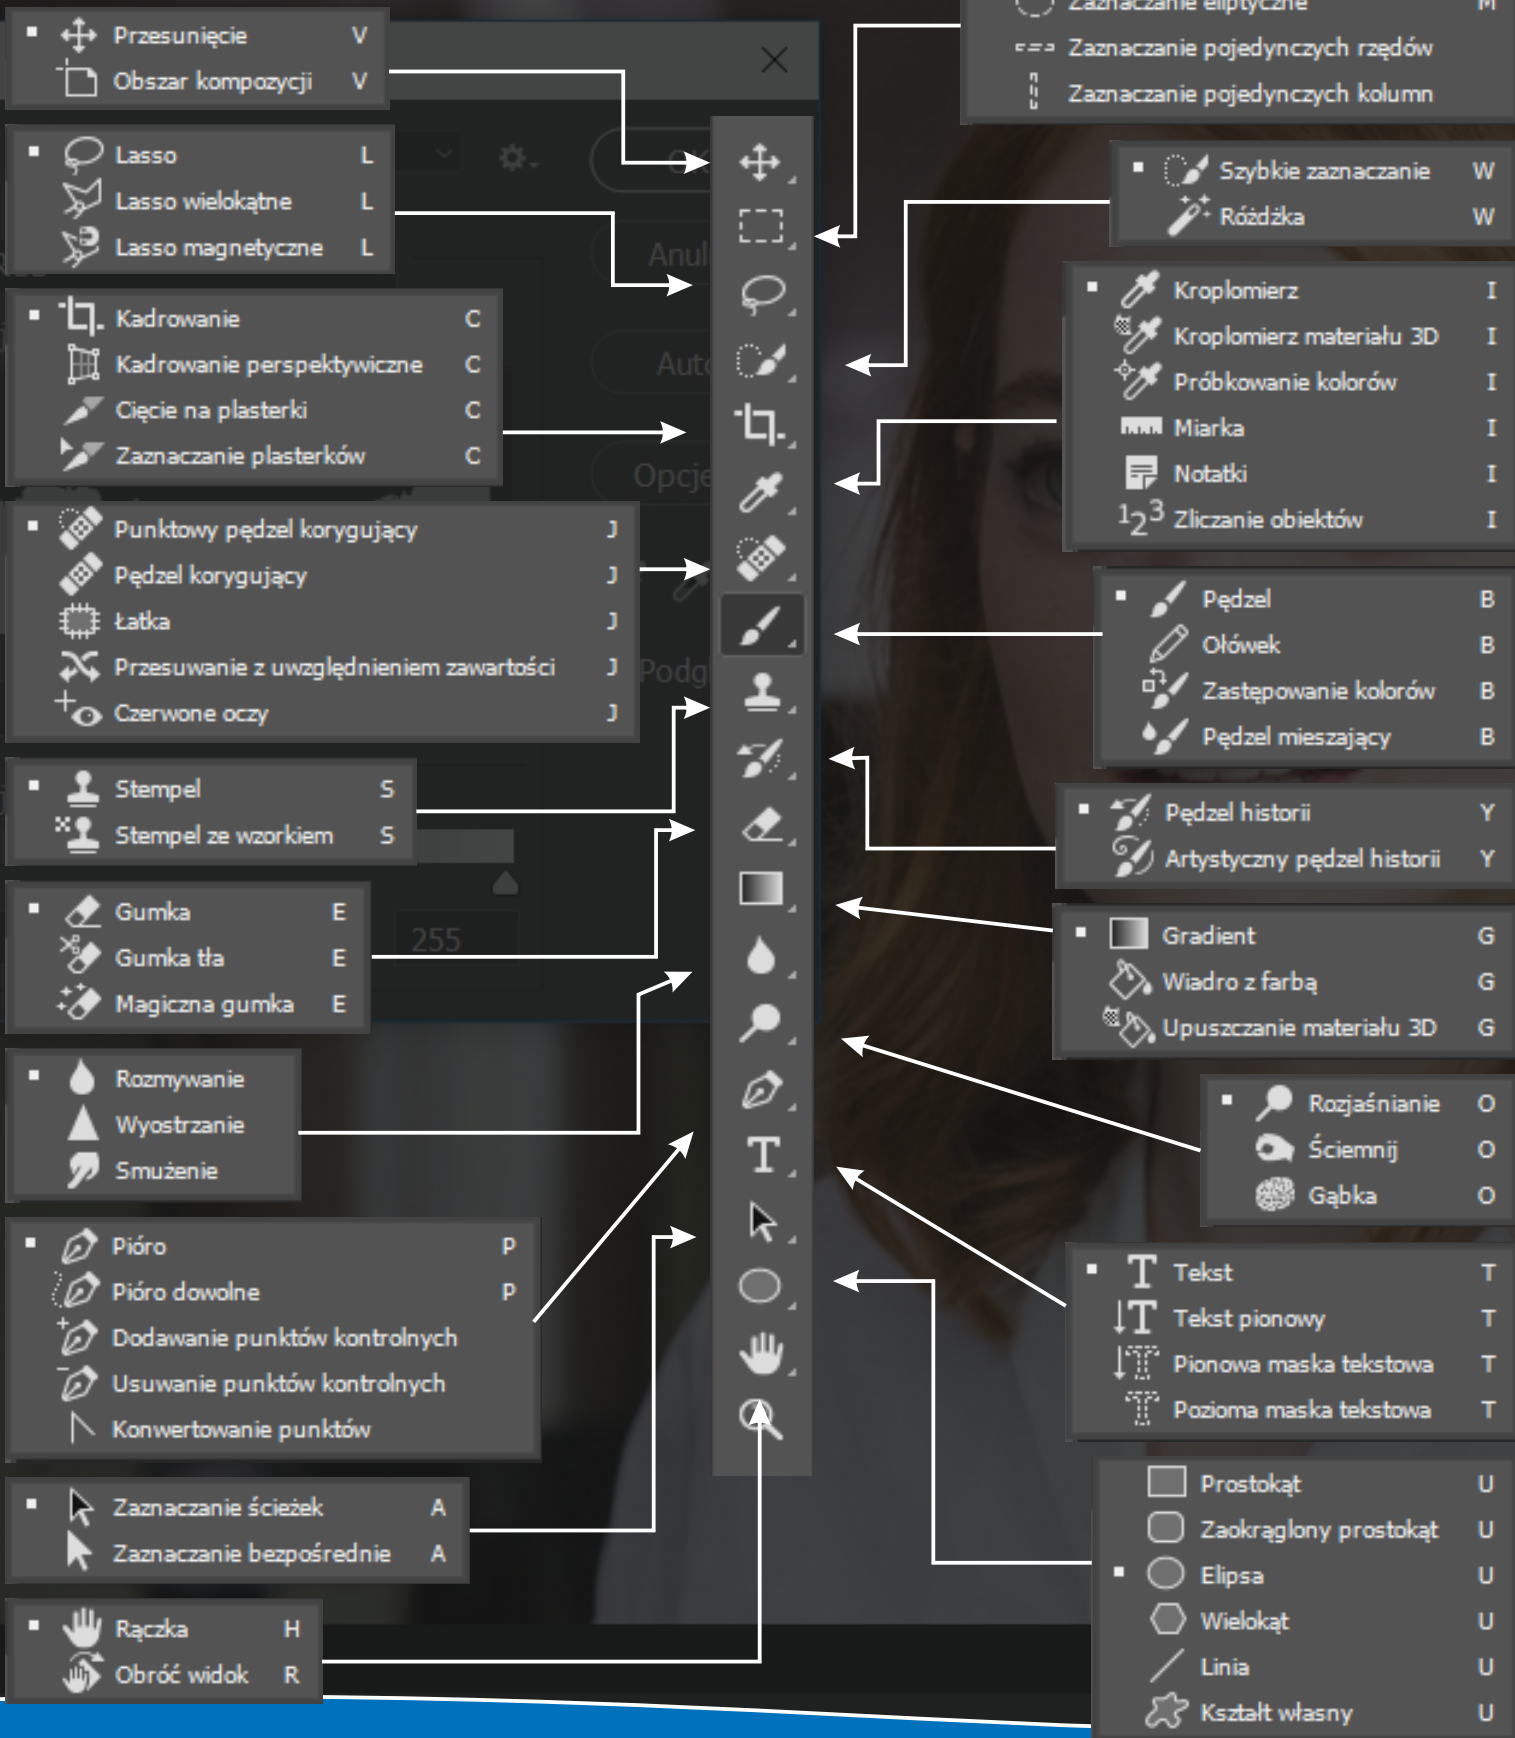 Przesunięcie V
Obszar kompozycji V
Lasso L
Lasso wielokątne L
Lasso magnetyczne L
Kadrowanie C
Kadrowanie perspektywiczne C
Cięcie na plasterki C
Zaznaczanie plasterków C
Punktowy pędzel korygujący J
Pędzel korygujący J
Łatka J
Przesuwanie z uwzględnieniem zawartości J
Czerwone oczy J
Stempel S
Stempel ze wzorkiem S
Gumka E
Gumka tła E
Magiczna gumka E
Rozmywanie
Wyostrzanie
Smużenie
Pióro P
Pióro dowolne P
Dodawanie punktów kontrolnych
Usuwanie punktów kontrolnych
Konwertowanie punktów
Zaznaczanie ścieżek A
Zaznaczanie bezpośrednie A
Rączka H
Obróć widok R
Opcje
255
T
Zaznaczanie eliptyczne M
Zaznaczanie pojedynczych rzędów
Zaznaczanie pojedynczych kolumn
Szybkie zaznaczanie W
Różdżka W
Kroplomierz I
Kroplomierz materiału 3D I
Próbkowanie kolorów I
Miarka I
Notatki I
123 Zliczanie obiektów I
Pędzel B
Ołówek B
Zastępowanie kolorów B
Pędzel mieszający B
Pędzel historii Y
Artystyczny pędzel historii Y
Gradient G
Wiadro z farbą G
Upuszczanie materiału 3D G
Rozjaśnianie O
Ściemnij O
Gąbka O
T Tekst T
T Tekst pionowy T
T Pionowa maska tekstowa T
T Pozioma maska tekstowa T
Prostokąt U
Zaokrąglony prostokąt U
Elipsa U
Wielokąt U
Linia U
Kształt własny U